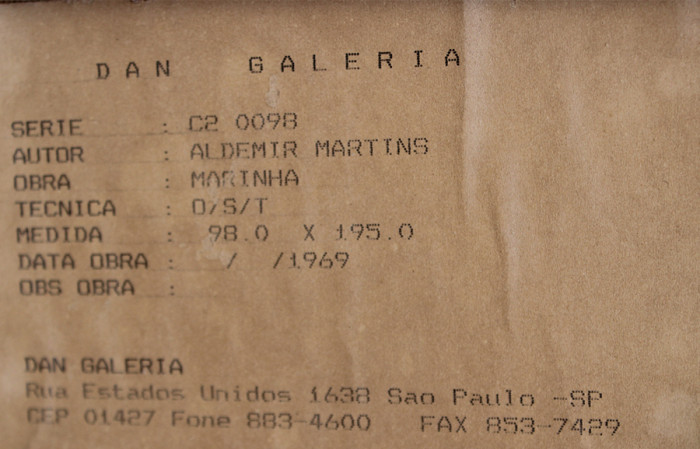 DAN GALERIA
SERIE : C2 0098
AUTOR : ALDEMIR MARTINS
OBRA : MARINHA
TECNICA : O/S/T
MEDIDA : 98.0 X 195.0
DATA OBRA : / /1969
OBS OBRA :
DAN GALERIA
Rua Estados Unidos 1638 Sao Paulo -SP
CEP 01427 Fone 883-4600 FAX 853-7429